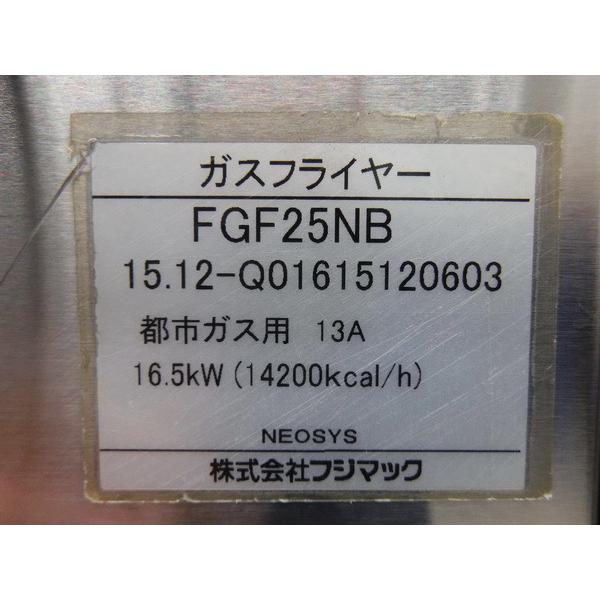 ガスフライヤー
FGF25NB
15.12-Q01615120603
都市ガス用 13A
16.5kW(14200kcal/h)
NEOSYS
株式会社フジマック